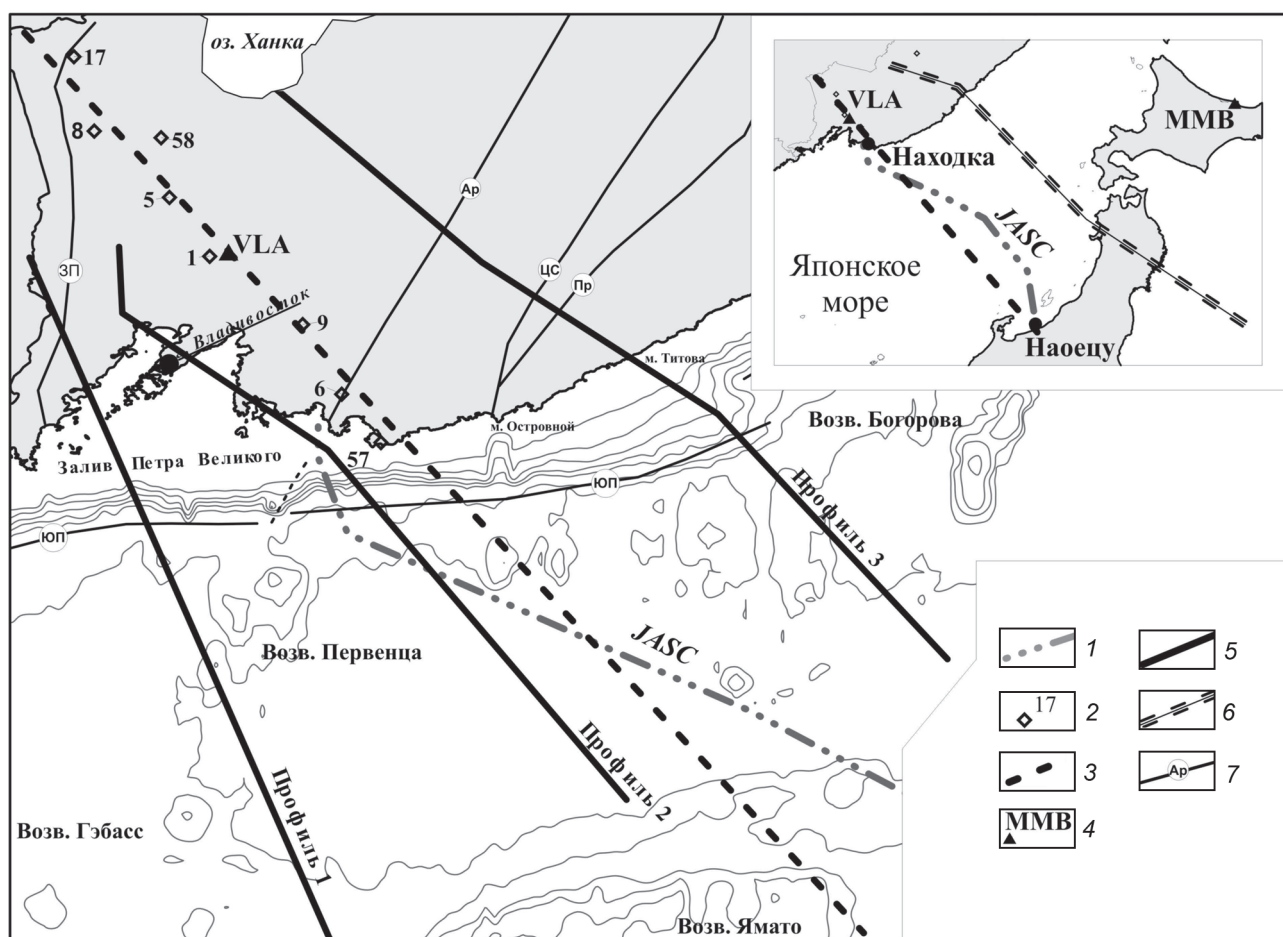 оз. Ханка
17
8
58
5
VLA
1
Ар
ЗП
ЦС
Пр
Владивосток
9
м. Титова
6
м. Островной
57
Залив Петра Великого
Возв. Богорова
ЮП
ЮП
Профиль 3
Возв. Первенца
JASC
Профиль 2
Профиль 1
Возв. Гэбасс
Возв. Ямато
VLA
MMB
Находка
JASC
Японское
море
Наоецу
1
5
17
2
6
3
Ар
7
MMB
4